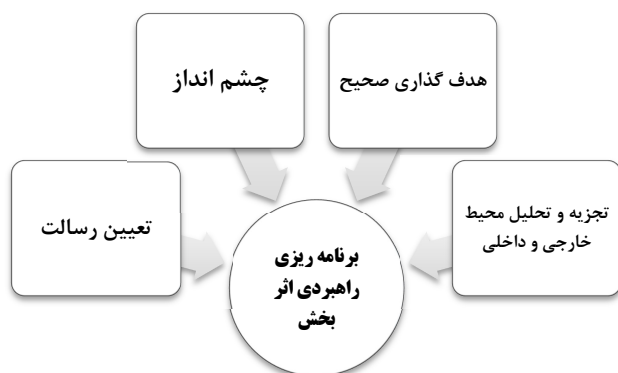 هدف گذاری صحیح
چشم انداز
تجزیه و تحلیل محیط
خارجی و داخلی
تعیین رسالت
برنامه ریزی
راهبردی اثر
بخش